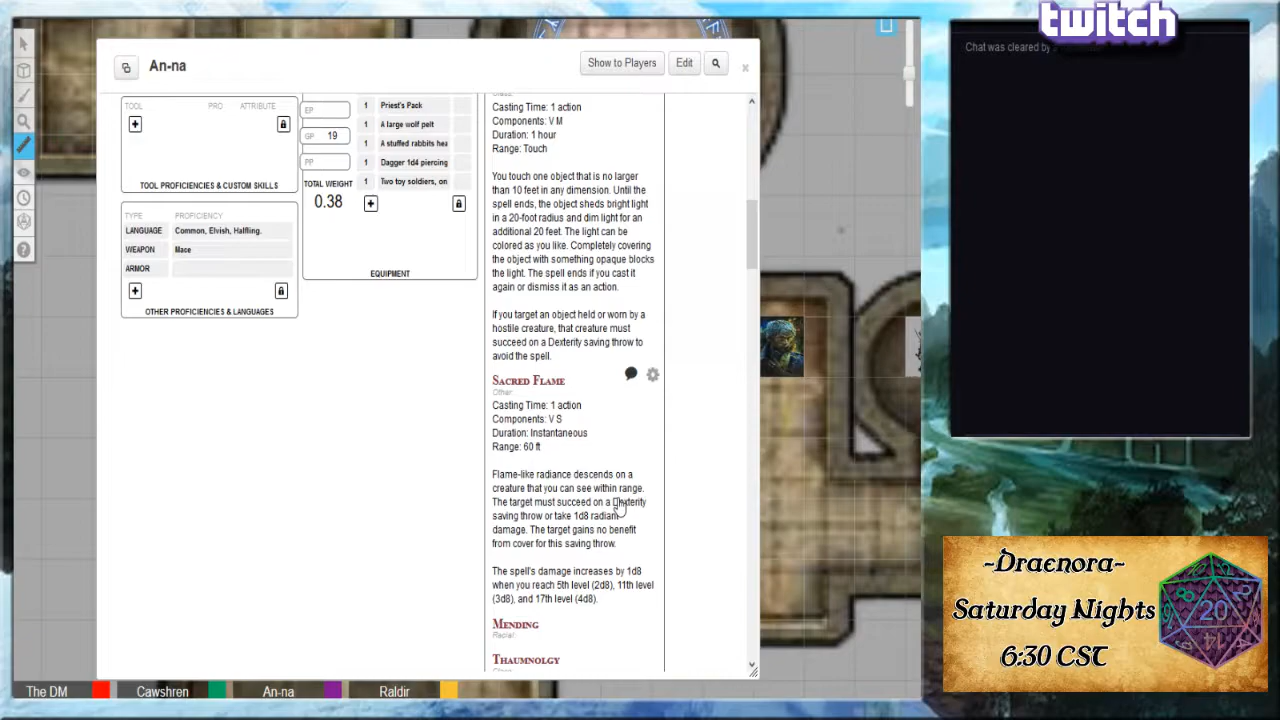 twitch
An-na
Show to Players
Edit
Chat was cleared by
TOOL PRO ATTRIBUTE
TOOL PROFICIENCIES & CUSTOM SKILLS
TYPE PROFICIENCY
LANGUAGE Common, Elvish, Halfling.
WEAPON Mace
ARMOR
OTHER PROFICIENCIES & LANGUAGES
EP
GP 19
PP
TOTAL WEIGHT
0.38
1 Priest's Pack
1 A large wolf pelt
1 A stuffed rabbits hea
1 Dagger 1d4 piercing
1 Two toy soldiers, on
EQUIPMENT
Casting Time: 1 action
Components: V M
Duration: 1 hour
Range: Touch
You touch one object that is no larger
than 10 feet in any dimension. Until the
spell ends, the object sheds bright light
in a 20-foot radius and dim light for an
additional 20 feet. The light can be
colored as you like. Completely covering
the object with something opaque blocks
the light. The spell ends if you cast it
again or dismiss it as an action.
If you target an object held or worn by a
hostile creature, that creature must
succeed on a Dexterity saving throw to
avoid the spell.
Sacred Flame
Other
Casting Time: 1 action
Components: V S
Duration: Instantaneous
Range: 60 ft
Flame-like radiance descends on a
creature that you can see within range.
The target must succeed on a Dexterity
saving throw or take 1d8 radiant
damage. The target gains no benefit
from cover for this saving throw.
The spell's damage increases by 1d8
when you reach 5th level (2d8), 11th level
(3d8), and 17th level (4d8).
Mending
Racial
Thaumnolgy
~Draenora~
Saturday Nights
6:30 CST
20
The DM
Cawshren
An-na
Raldir